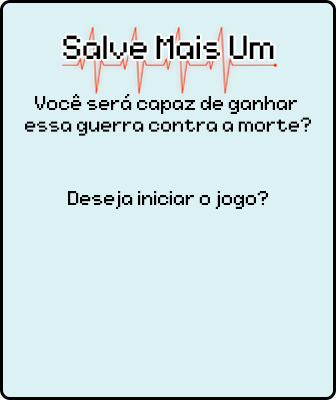 Salve Mais Um
Você será capaz de ganhar
essa guerra contra a morte?
Deseja iniciar o jogo?